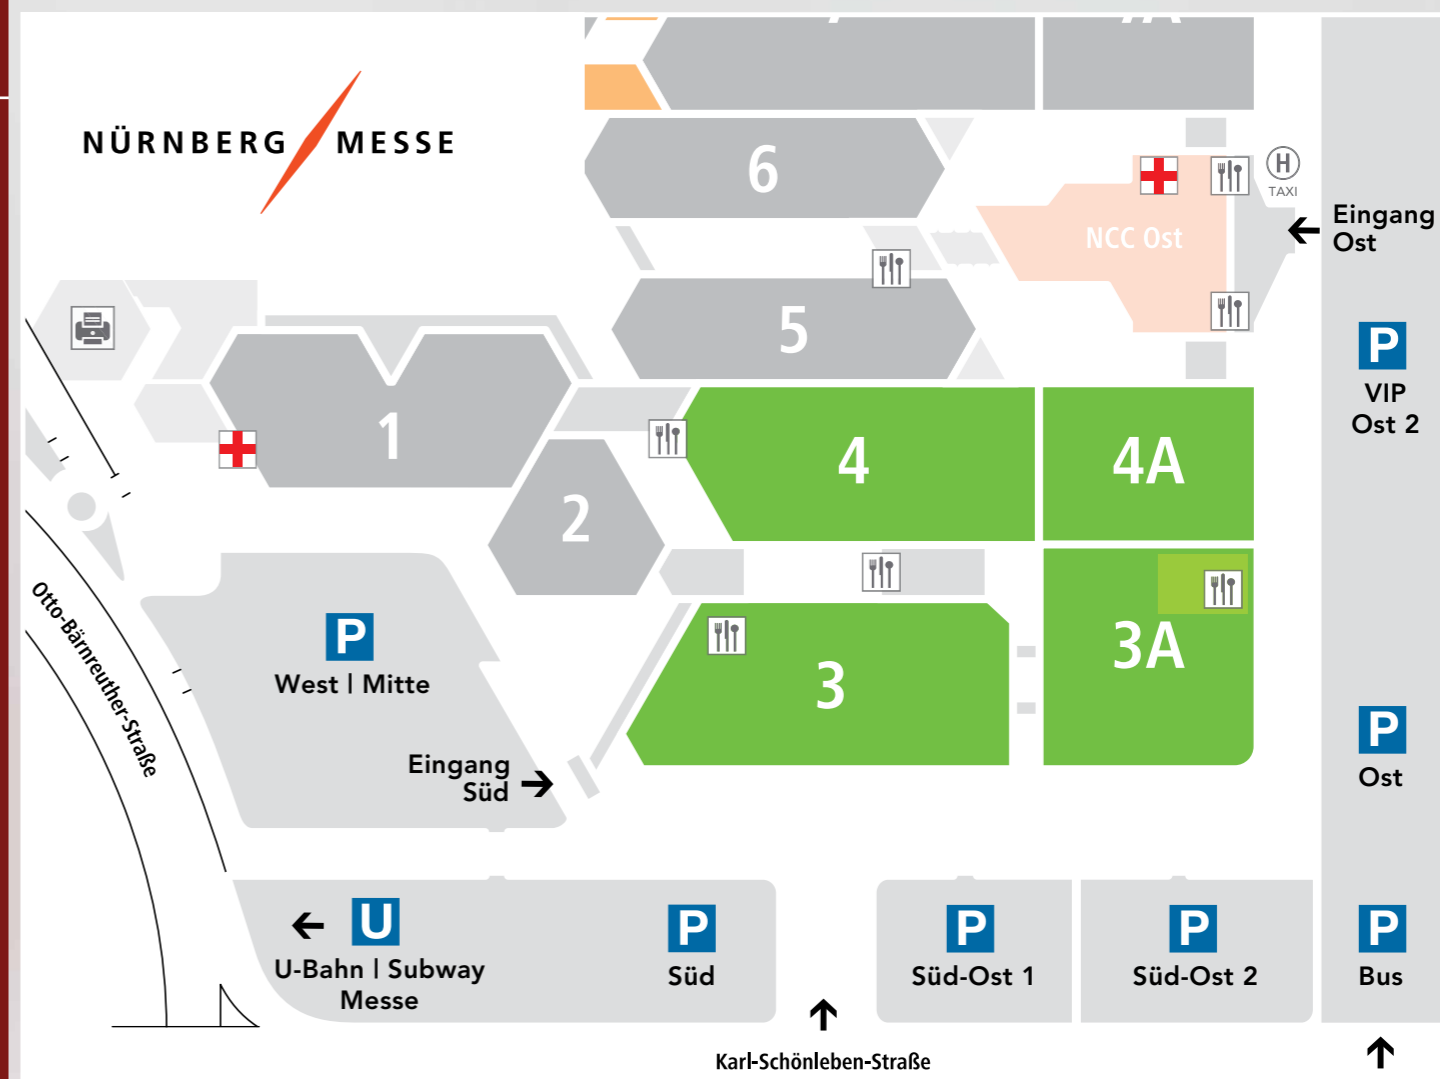 NÜRNBERG MESSE
6
H
TAXI
NCC Ost
Eingang
Ost
5
P
VIP
Ost 2
1
4
4A
2
Otto-Bärnreuther-Straße
P
West | Mitte
3
3A
P
Ost
Eingang
Süd
U
U-Bahn | Subway
Messe
P
Süd
P
Süd-Ost 1
P
Süd-Ost 2
P
Bus
Karl-Schönleben-Straße